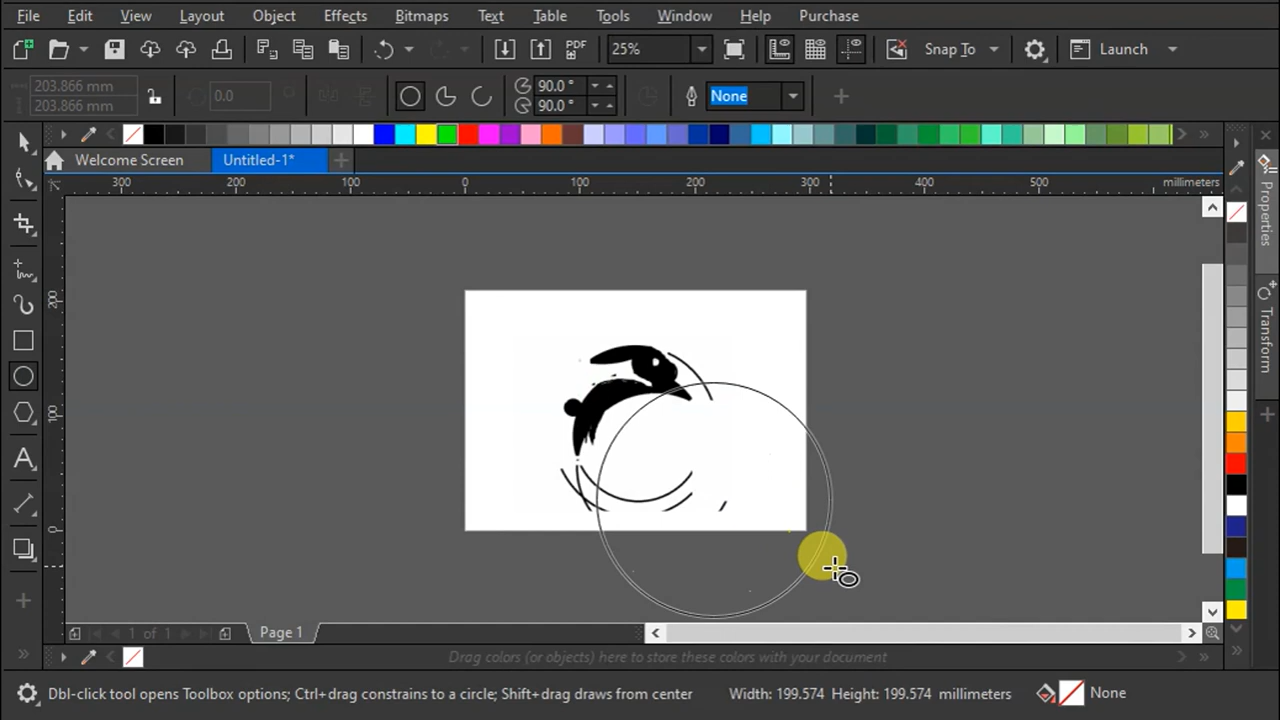 File Edit View Layout Object Effects Bitmaps Text Table Tools Window Help Purchase
PDF 25% Snap To Launch
203.866 mm
203.866 mm
0.0
90.0 °
90.0 °
None
Welcome Screen Untitled-1*
300 200 100 0 100 200 300 400 500 millimeters
200
100
0
Properties
Transform
1 of 1 Page 1
Drag colors (or objects) here to store these colors with your document
Dbl-click tool opens Toolbox options; Ctrl+drag constrains to a circle; Shift+drag draws from center Width: 199.574 Height: 199.574 millimeters None